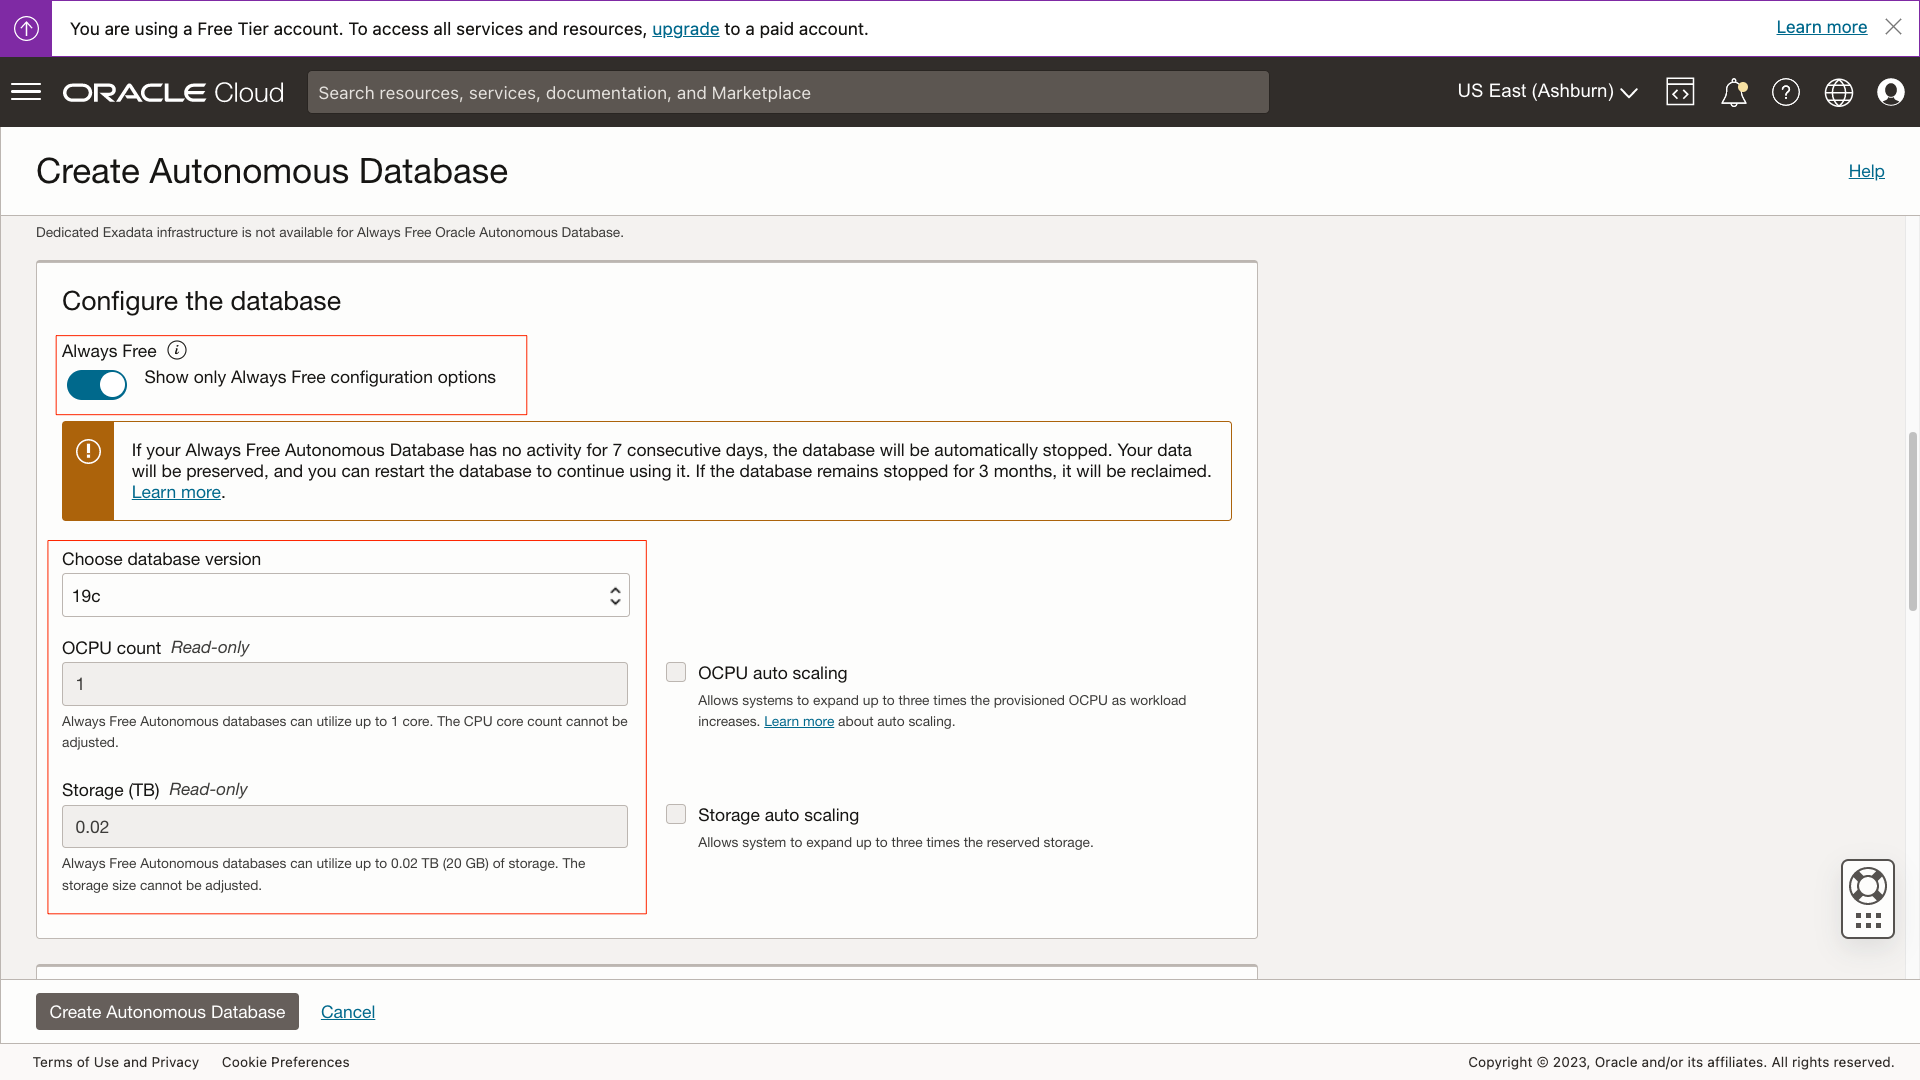 You are using a Free Tier account. To access all services and resources, upgrade to a paid account.
Learn more
ORACLE Cloud
Search resources, services, documentation, and Marketplace
US East (Ashburn)
Create Autonomous Database
Help
Dedicated Exadata infrastructure is not available for Always Free Oracle Autonomous Database.
Configure the database
Always Free
Show only Always Free configuration options
If your Always Free Autonomous Database has no activity for 7 consecutive days, the database will be automatically stopped. Your data
will be preserved, and you can restart the database to continue using it. If the database remains stopped for 3 months, it will be reclaimed.
Learn more.
Choose database version
19c
OCPU count Read-only
1
Always Free Autonomous databases can utilize up to 1 core. The CPU core count cannot be
adjusted.
OCPU auto scaling
Allows systems to expand up to three times the provisioned OCPU as workload
increases. Learn more about auto scaling.
Storage (TB) Read-only
0.02
Always Free Autonomous databases can utilize up to 0.02 TB (20 GB) of storage. The
storage size cannot be adjusted.
Storage auto scaling
Allows system to expand up to three times the reserved storage.
Create Autonomous Database
Cancel
Terms of Use and Privacy
Cookie Preferences
Copyright © 2023, Oracle and/or its affiliates. All rights reserved.